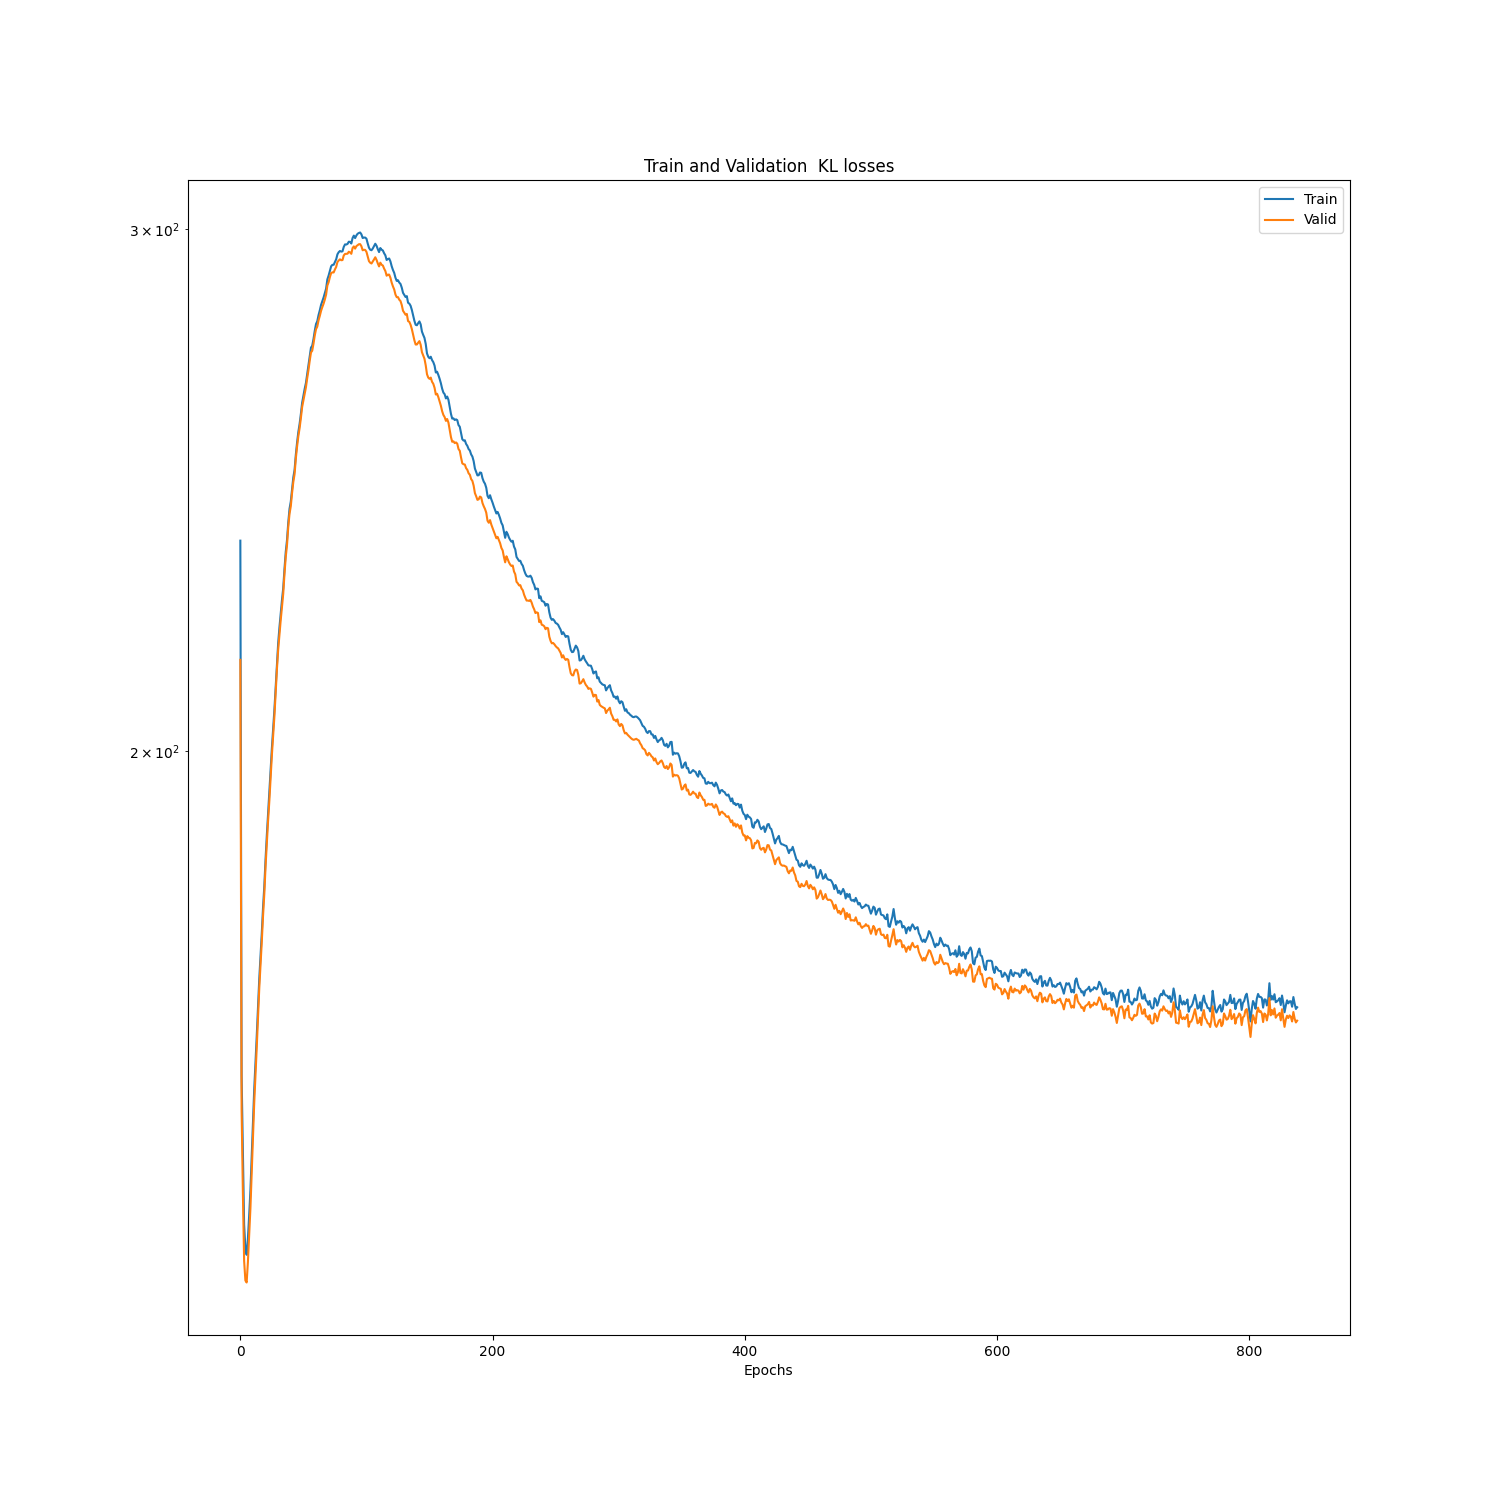 Train and Validation  KL losses
Train
Valid
3 × 10²
2 × 10²
0 200 400 600 800
Epochs